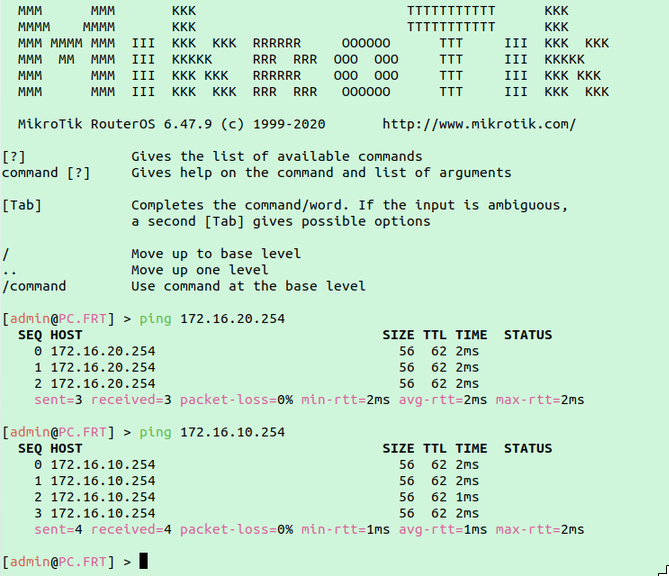 MMM      MMM       KKK                          TTTTTTTTTTT      KKK
  MMMM    MMMM       KKK                          TTTTTTTTTTT      KKK
  MMM MMMM MMM  III  KKK  KKK  RRRRRR     OOOOOO      TTT     III  KKK  KKK
  MMM  MM  MMM  III  KKKKK     RRR  RRR  OOO  OOO     TTT     III  KKKKK
  MMM      MMM  III  KKK KKK   RRRRRR    OOO  OOO     TTT     III  KKK KKK
  MMM      MMM  III  KKK  KKK  RRR  RRR   OOOOOO      TTT     III  KKK  KKK
  MikroTik RouterOS 6.47.9 (c) 1999-2020       http://www.mikrotik.com/
[?]             Gives the list of available commands
command [?]     Gives help on the command and list of arguments
[Tab]           Completes the command/word. If the input is ambiguous,
                a second [Tab] gives possible options
/               Move up to base level
..              Move up one level
/command        Use command at the base level
[admin@PC.FRT] > ping 172.16.20.254
  SEQ HOST                                     SIZE TTL TIME  STATUS
    0 172.16.20.254                              56  62 2ms
    1 172.16.20.254                              56  62 2ms
    2 172.16.20.254                              56  62 2ms
    sent=3 received=3 packet-loss=0% min-rtt=2ms avg-rtt=2ms max-rtt=2ms
[admin@PC.FRT] > ping 172.16.10.254
  SEQ HOST                                     SIZE TTL TIME  STATUS
    0 172.16.10.254                              56  62 2ms
    1 172.16.10.254                              56  62 2ms
    2 172.16.10.254                              56  62 1ms
    3 172.16.10.254                              56  62 2ms
    sent=4 received=4 packet-loss=0% min-rtt=1ms avg-rtt=1ms max-rtt=2ms
[admin@PC.FRT] >